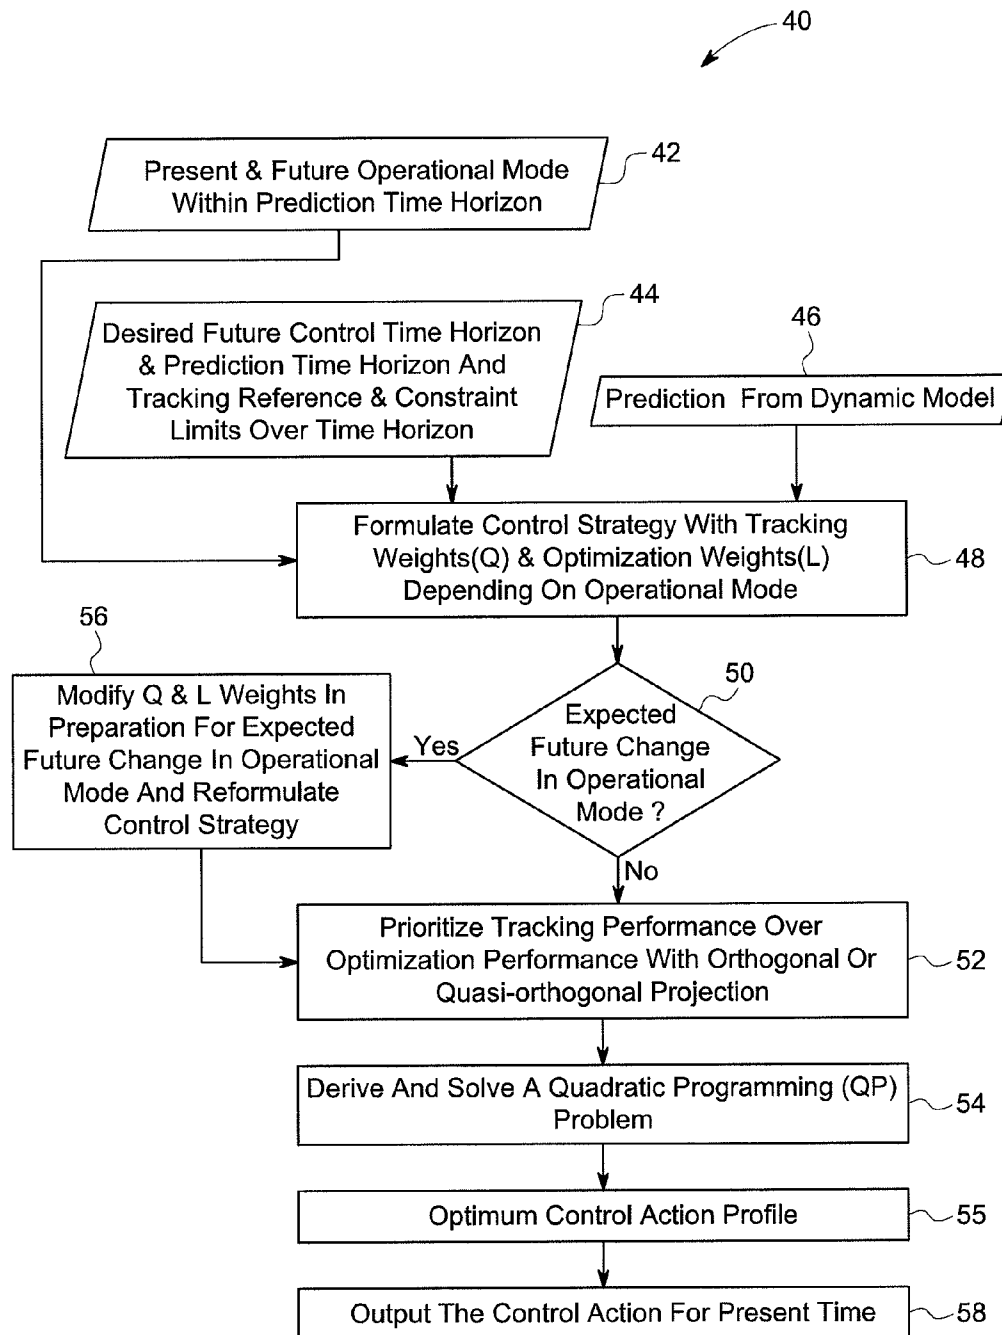 40
Present & Future Operational Mode
Within Prediction Time Horizon
42
Desired Future Control Time Horizon
& Prediction Time Horizon And
Tracking Reference & Constraint
Limits Over Time Horizon
44
46
Prediction From Dynamic Model
Formulate Control Strategy With Tracking
Weights(Q) & Optimization Weights(L)
Depending On Operational Mode
48
56
Modify Q & L Weights In
Preparation For Expected
Future Change In Operational
Mode And Reformulate
Control Strategy
Yes
50
Expected
Future Change
In Operational
Mode ?
No
Prioritize Tracking Performance Over
Optimization Performance With Orthogonal Or
Quasi-orthogonal Projection
52
Derive And Solve A Quadratic Programming (QP)
Problem
54
Optimum Control Action Profile
55
Output The Control Action For Present Time
58